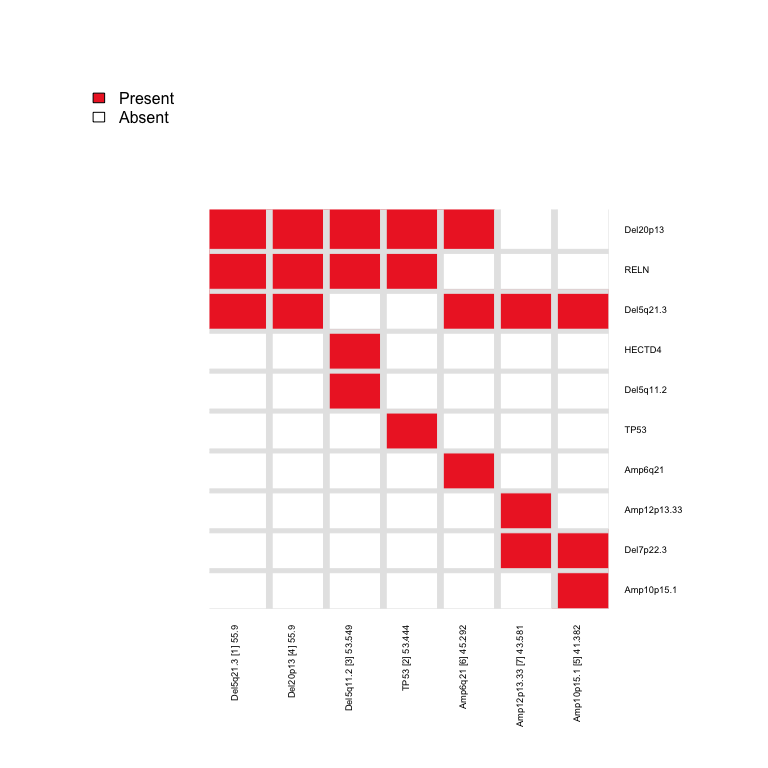 Present
Absent
Del20p13
RELN
Del5q21.3
HECTD4
Del5q11.2
TP53
Amp6q21
Amp12p13.33
Del7p22.3
Amp10p15.1
Del5q21.3 [1] 55.9
Del20p13 [4] 55.9
Del5q11.2 [3] 53.549
TP53 [2] 53.444
Amp6q21 [6] 45.292
Amp12p13.33 [7] 43.581
Amp10p15.1 [5] 41.382